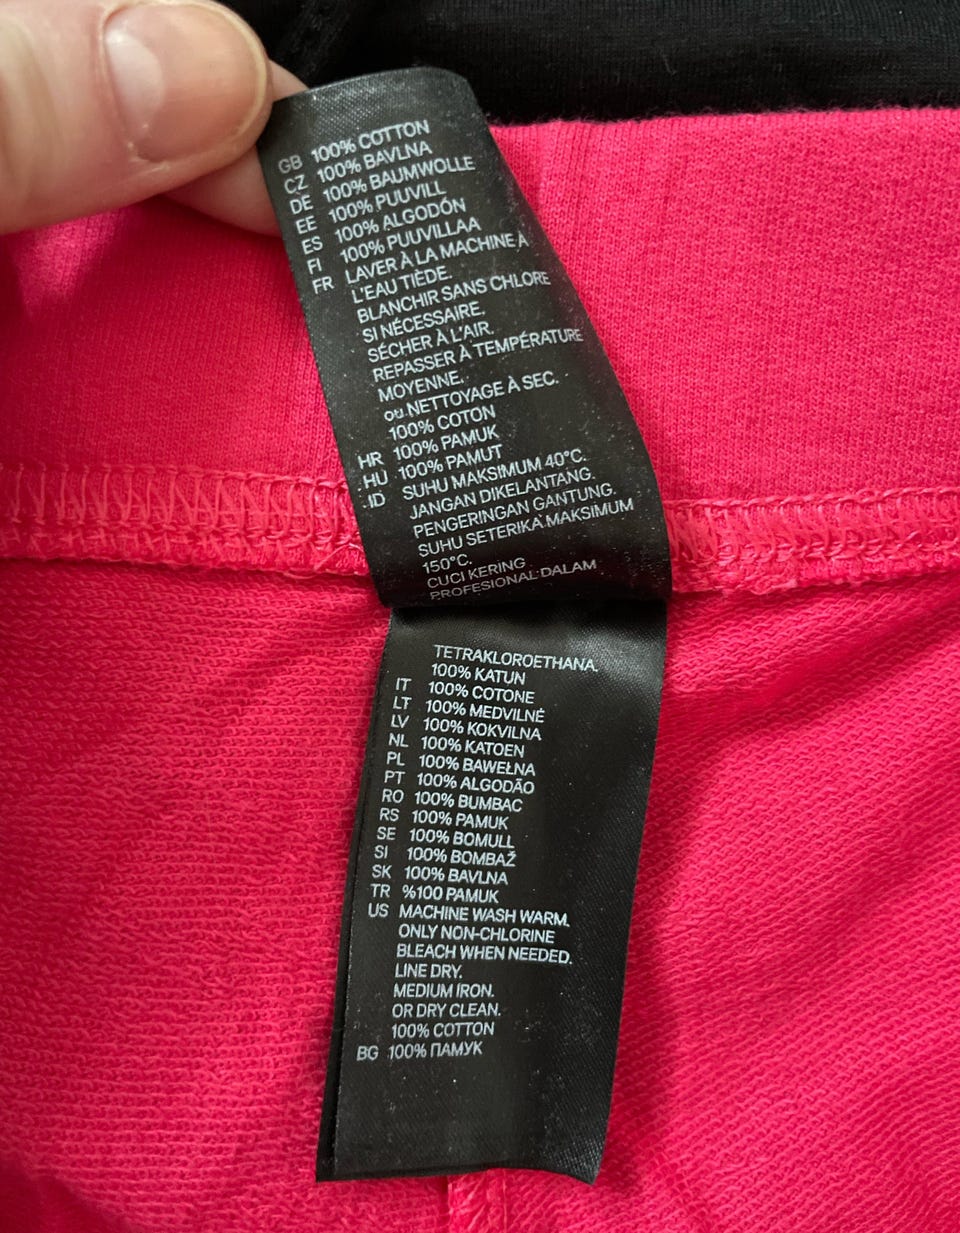 GB 100% COTTON
CZ 100% BAVLNA
DE 100% BAUMWOLLE
EE 100% PUUVILL
ES 100% ALGODÓN
FI 100% PUUVILLAA
FR LAVER À LA MACHINE À
L'EAU TIÈDE.
BLANCHIR SANS CHLORE
SI NÉCESSAIRE.
SÉCHER À L'AIR.
REPASSER À TEMPÉRATURE
MOYENNE.
ou NETTOYAGE À SEC.
100% COTON
HR 100% PAMUK
HU 100% PAMUT
ID SUHU MAKSIMUM 40°C.
JANGAN DIKELANTANG.
PENGERINGAN GANTUNG.
SUHU SETERIKA MAKSIMUM
150°C.
CUCI KERING
PROFESIONAL DALAM
TETRAKLOROETHANA.
100% KATUN
IT 100% COTONE
LT 100% MEDVILNĖ
LV 100% KOKVILNA
NL 100% KATOEN
PL 100% BAWEŁNA
PT 100% ALGODÃO
RO 100% BUMBAC
RS 100% PAMUK
SE 100% BOMULL
SI 100% BOMBAŽ
SK 100% BAVLNA
TR %100 PAMUK
US MACHINE WASH WARM.
ONLY NON-CHLORINE
BLEACH WHEN NEEDED.
LINE DRY.
MEDIUM IRON.
OR DRY CLEAN.
100% COTTON
BG 100% ПАМУК